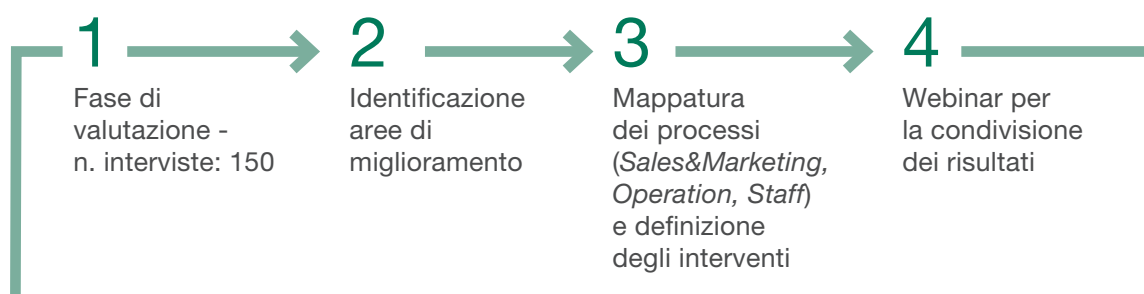 1
Fase di
valutazione -
n. interviste: 150
2
Identificazione
aree di
miglioramento
3
Mappatura
dei processi
(Sales&Marketing,
Operation, Staff)
e definizione
degli interventi
4
Webinar per
la condivisione
dei risultati